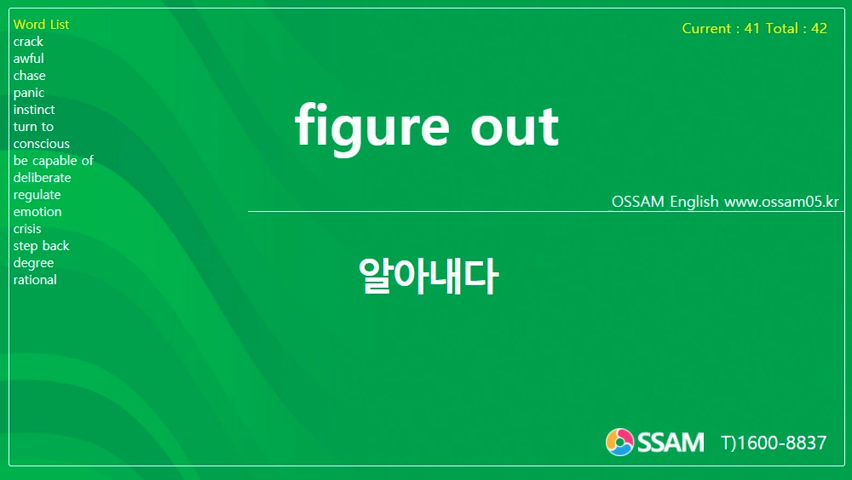 Word List
crack
awful
chase
panic
instinct
turn to
conscious
be capable of
deliberate
regulate
emotion
crisis
step back
degree
rational
Current : 41 Total : 42
figure out
OSSAM English www.ossam05.kr
알아내다
OSSAM T)1600-8837